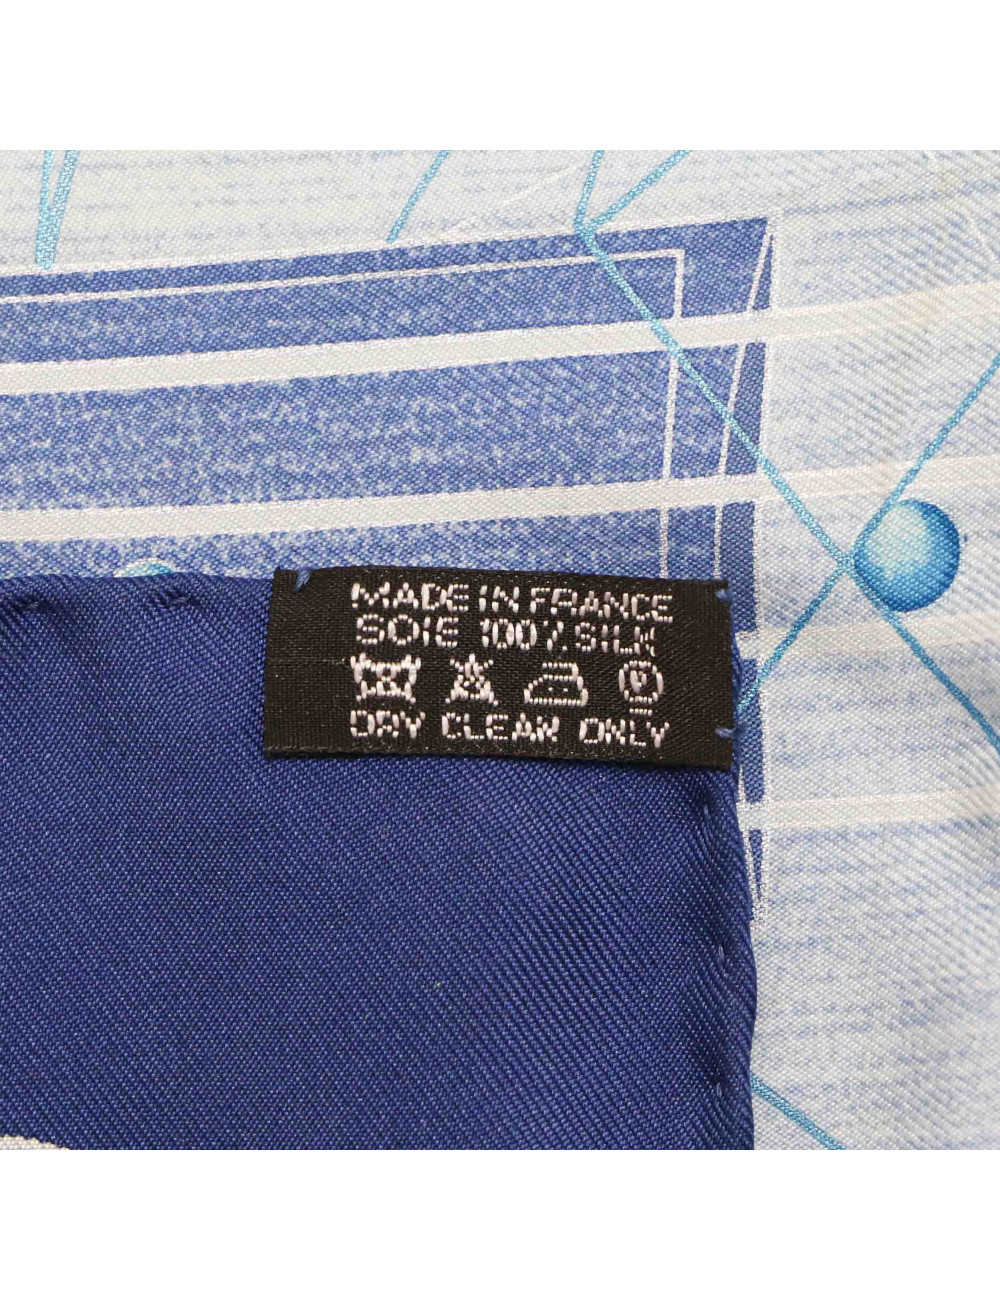 MADE IN FRANCE
SOIE 100% SILK
DRY CLEAN ONLY